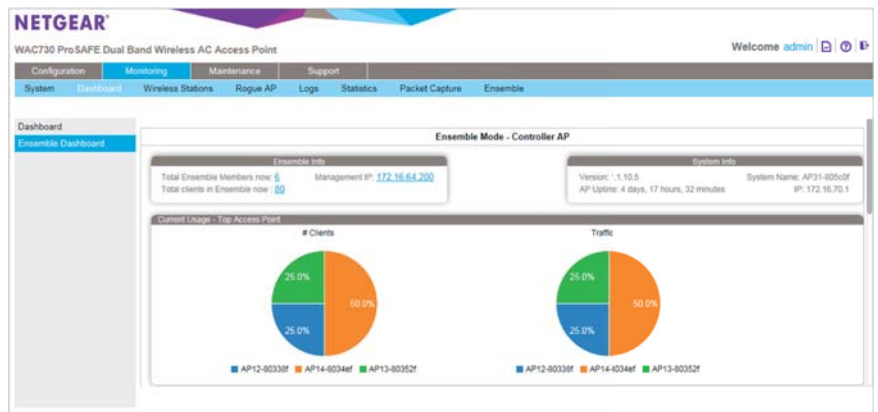 NETGEAR®
WAC730 ProSAFE Dual Band Wireless AC Access Point
Welcome admin
Configuration Monitoring Maintenance Support
System Dashboard Wireless Stations Rogue AP Logs Statistics Packet Capture Ensemble
Dashboard
Ensemble Dashboard
Ensemble Mode - Controller AP
Ensemble Info
Total Ensemble Members now: 6 Management IP: 172.16.64.200
Total clients in Ensemble now : 80
System Info
Version: 1.1.10.5 System Name: AP31-805c0f
AP Uptime: 4 days, 17 hours, 32 minutes IP: 172.16.70.1
Current Usage - Top Access Point
# Clients
25.0%
50.0%
25.0%
AP12-80338f AP14-8034ef AP13-80352f
Traffic
25.0%
50.0%
25.0%
AP12-80338f AP14-8034ef AP13-80352f